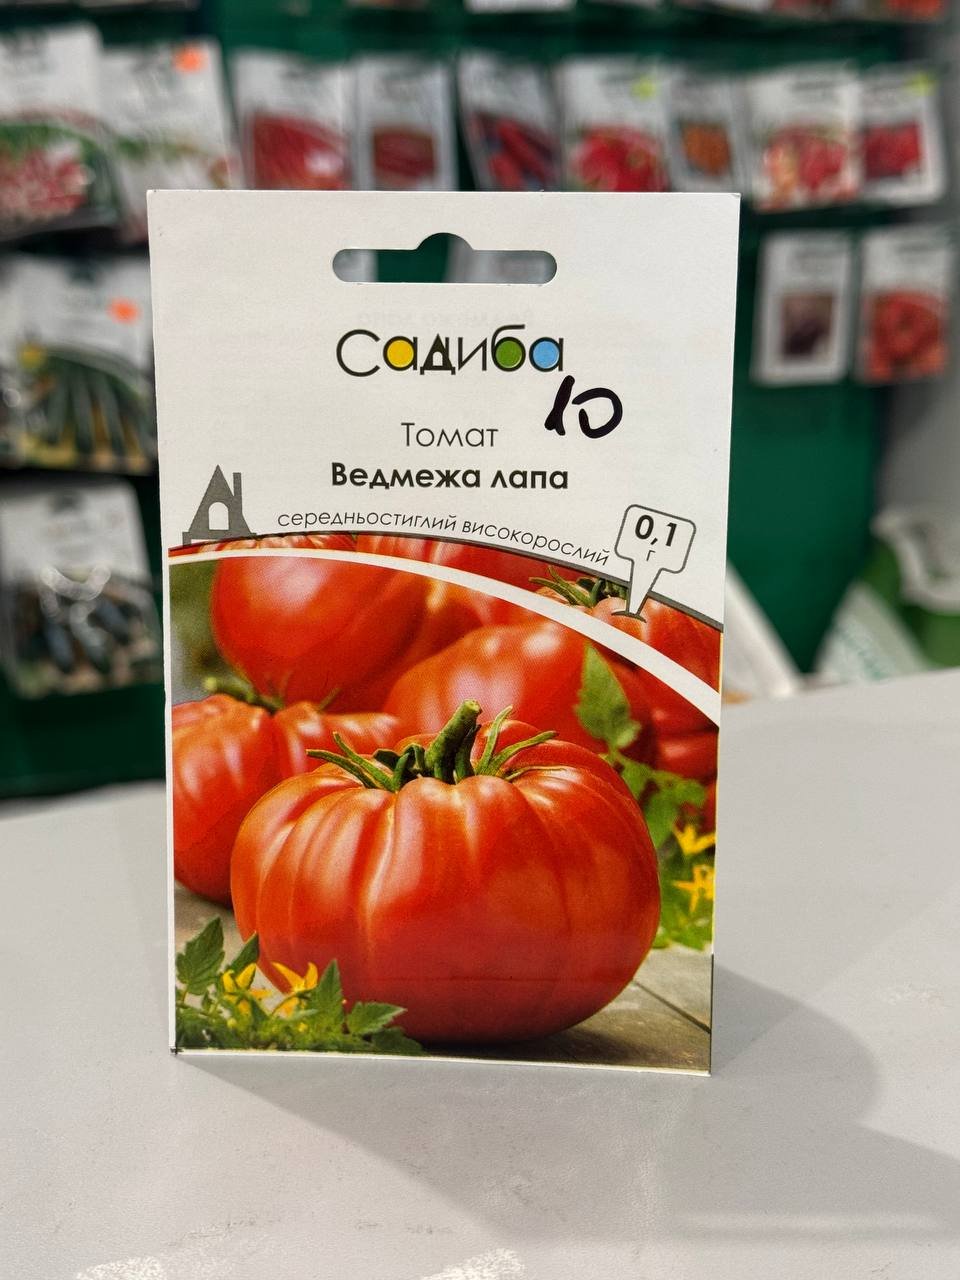 Садиба
10
Томат
Ведмежа лапа
середньостиглий високорослий
0,1
г